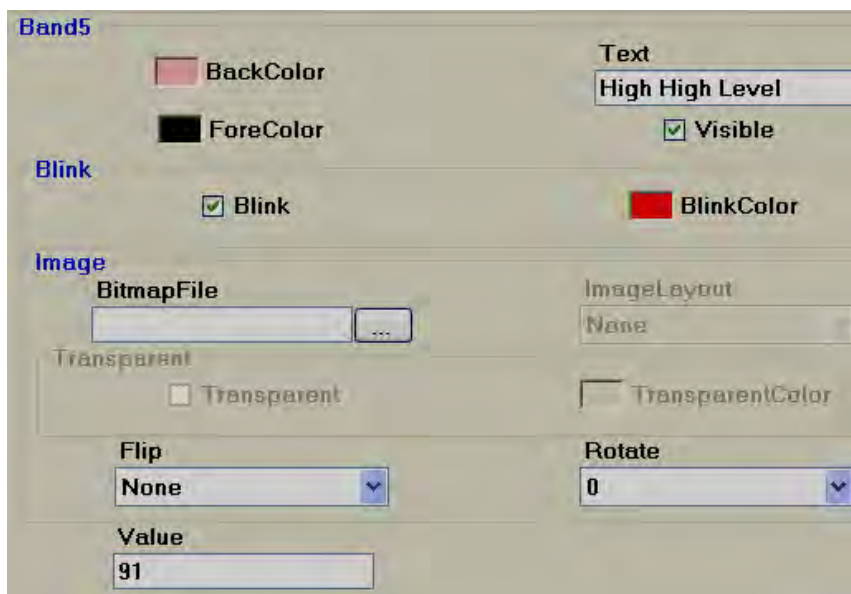 Band5
BackColor
Text
High High Level
ForeColor
Visible
Blink
Blink
BlinkColor
Image
BitmapFile
ImageLayout
...
None
Transparent
Transparent
TransparentColor
Flip
Rotate
None
0
Value
91